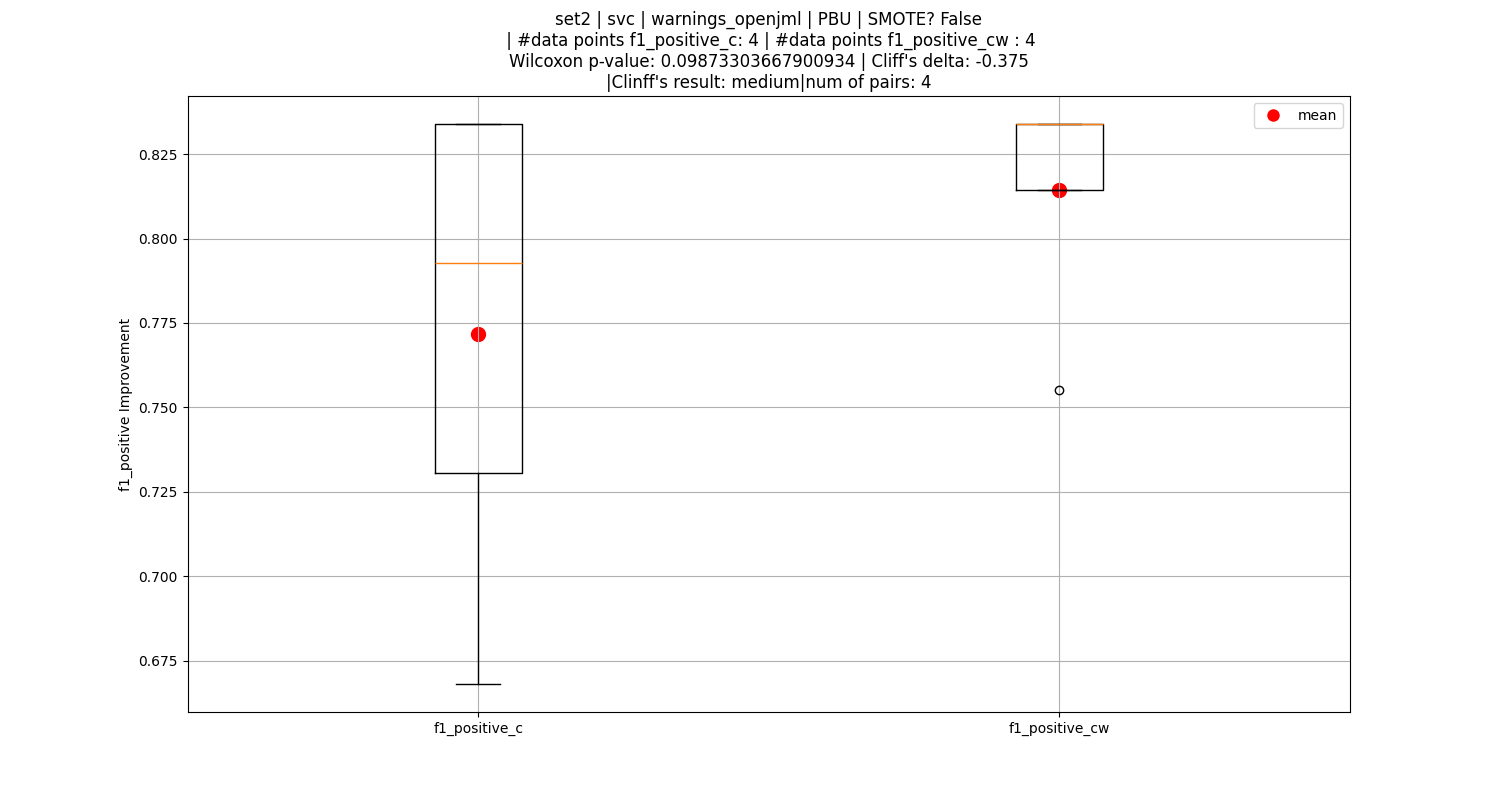 set2 | svc | warnings_openjml | PBU | SMOTE? False
| #data points f1_positive_c: 4 | #data points f1_positive_cw : 4
Wilcoxon p-value: 0.09873303667900934 | Cliff's delta: -0.375
|Clinff's result: medium|num of pairs: 4
mean
0.825
0.800
0.775
0.750
0.725
0.700
0.675
f1_positive Improvement
f1_positive_c
f1_positive_cw